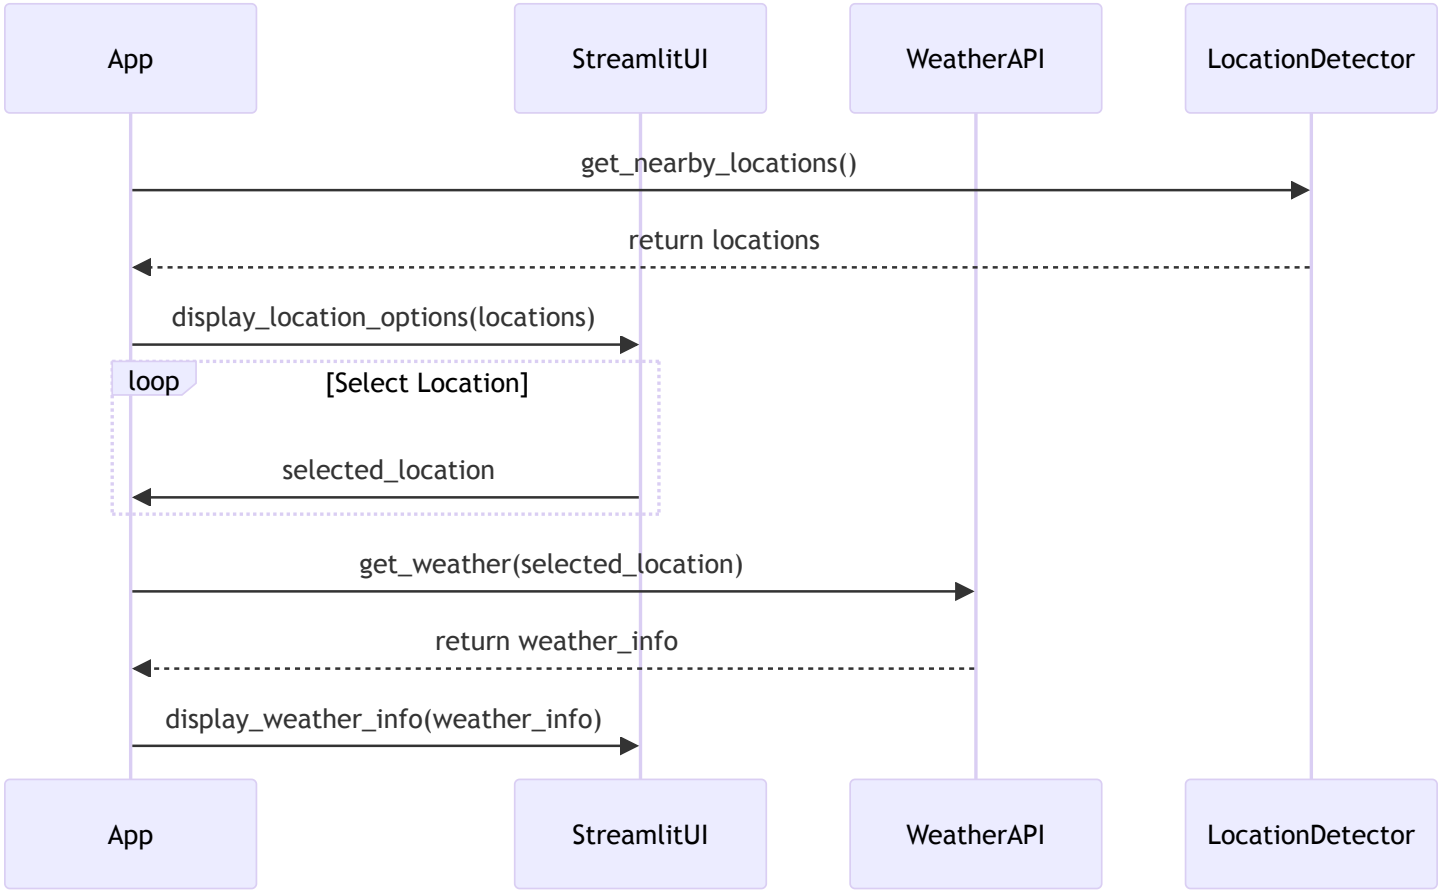 App
StreamlitUI
WeatherAPI
LocationDetector
get_nearby_locations()
return locations
display_location_options(locations)
loop
[Select Location]
selected_location
get_weather(selected_location)
return weather_info
display_weather_info(weather_info)
App
StreamlitUI
WeatherAPI
LocationDetector